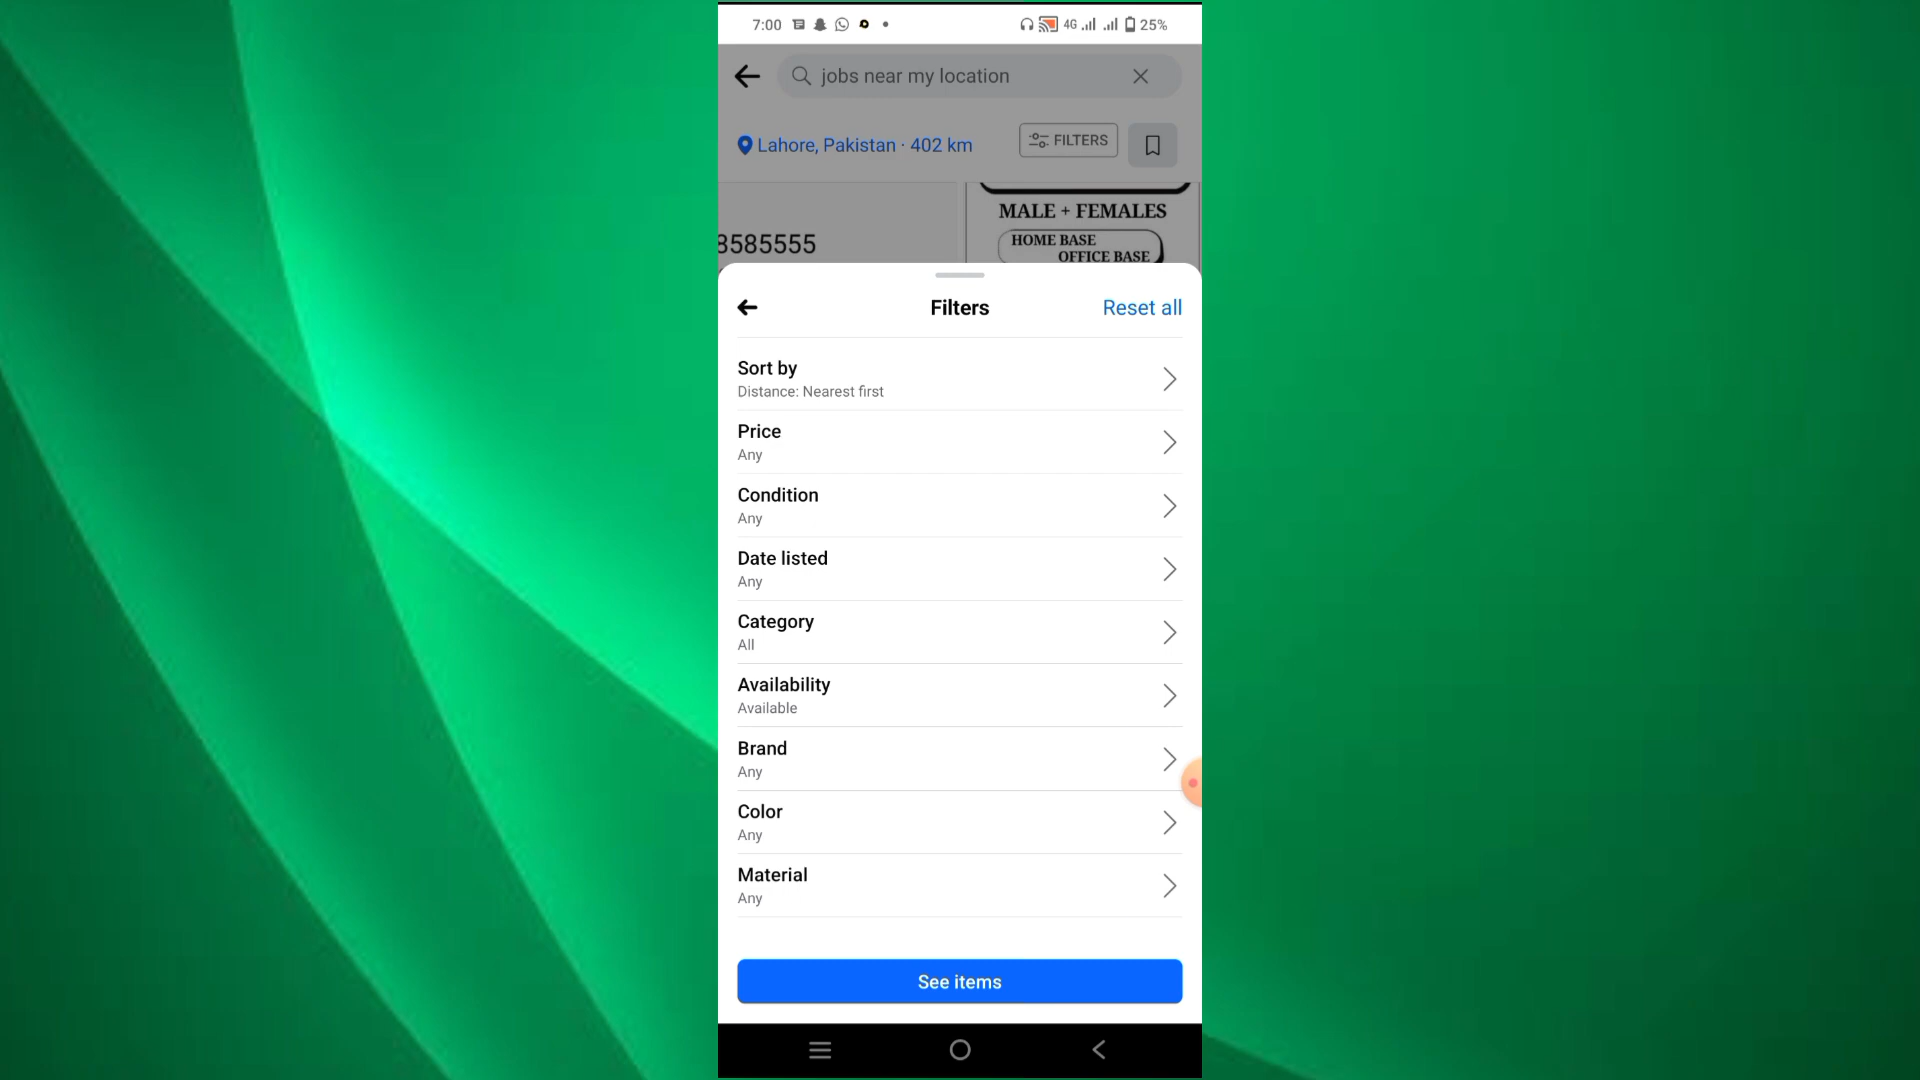 7:00 4G 25%
jobs near my location
Lahore, Pakistan · 402 km
FILTERS
MALE + FEMALES
HOME BASE
OFFICE BASE
8585555
Filters
Reset all
Sort by
Distance: Nearest first
Price
Any
Condition
Any
Date listed
Any
Category
All
Availability
Available
Brand
Any
Color
Any
Material
Any
See items